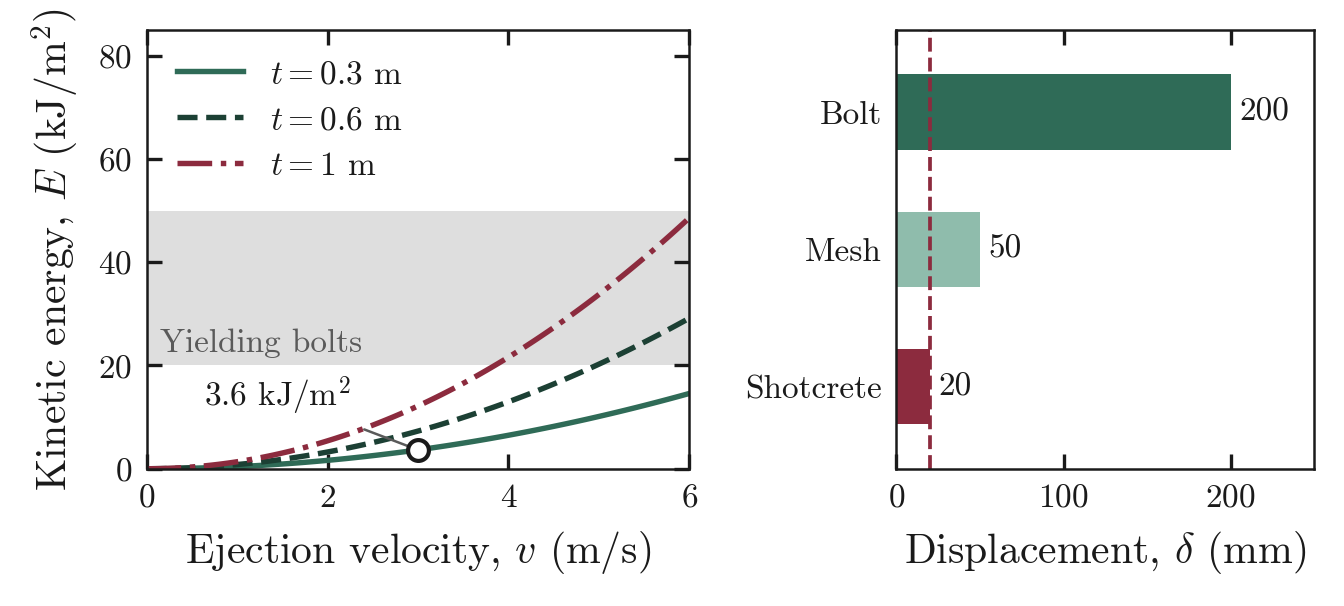 Kinetic energy, E (kJ/m²)
80
60
40
20
0
t = 0.3 m
t = 0.6 m
t = 1 m
Yielding bolts
3.6 kJ/m²
0 2 4 6
Ejection velocity, v (m/s)
Bolt
200
Mesh
50
Shotcrete
20
0 100 200
Displacement, δ (mm)